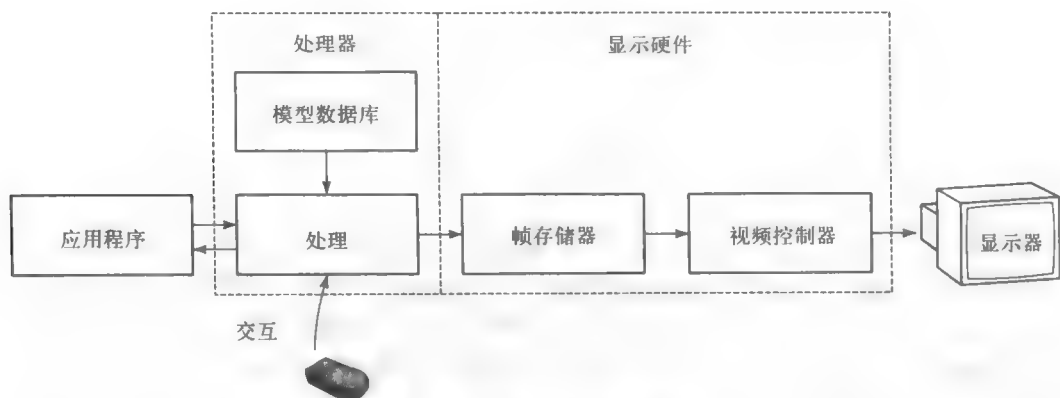 处理器
显示硬件
模型数据库
应用程序
处理
帧存储器
视频控制器
显示器
交互